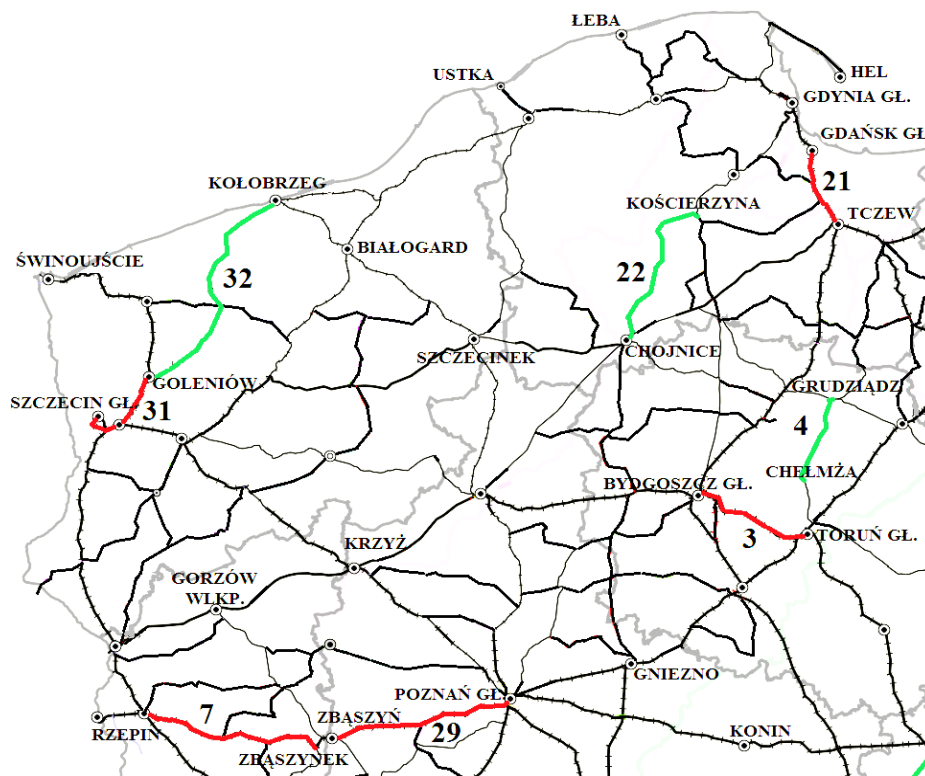 ŁEBA
USTKA
HEL
GDYNIA GŁ.
GDAŃSK GŁ.
21
KOŁOBRZEG
KOŚCIERZYNA
TCZEW
BIAŁOGARD
ŚWINOUJŚCIE
32
22
SZCZECINEK
CHOJNICE
GOLENIÓW
GRUDZIĄDZ
SZCZECIN GŁ.
31
4
CHEŁMŻA
BYDGOSZCZ GŁ.
3
TORUŃ GŁ.
KRZYŻ
GORZÓW
WLKP.
GNIEZNO
POZNAŃ GŁ.
7
ZBĄSZYŃ
29
RZEPIN
ZBĄSZYNEK
KONIN